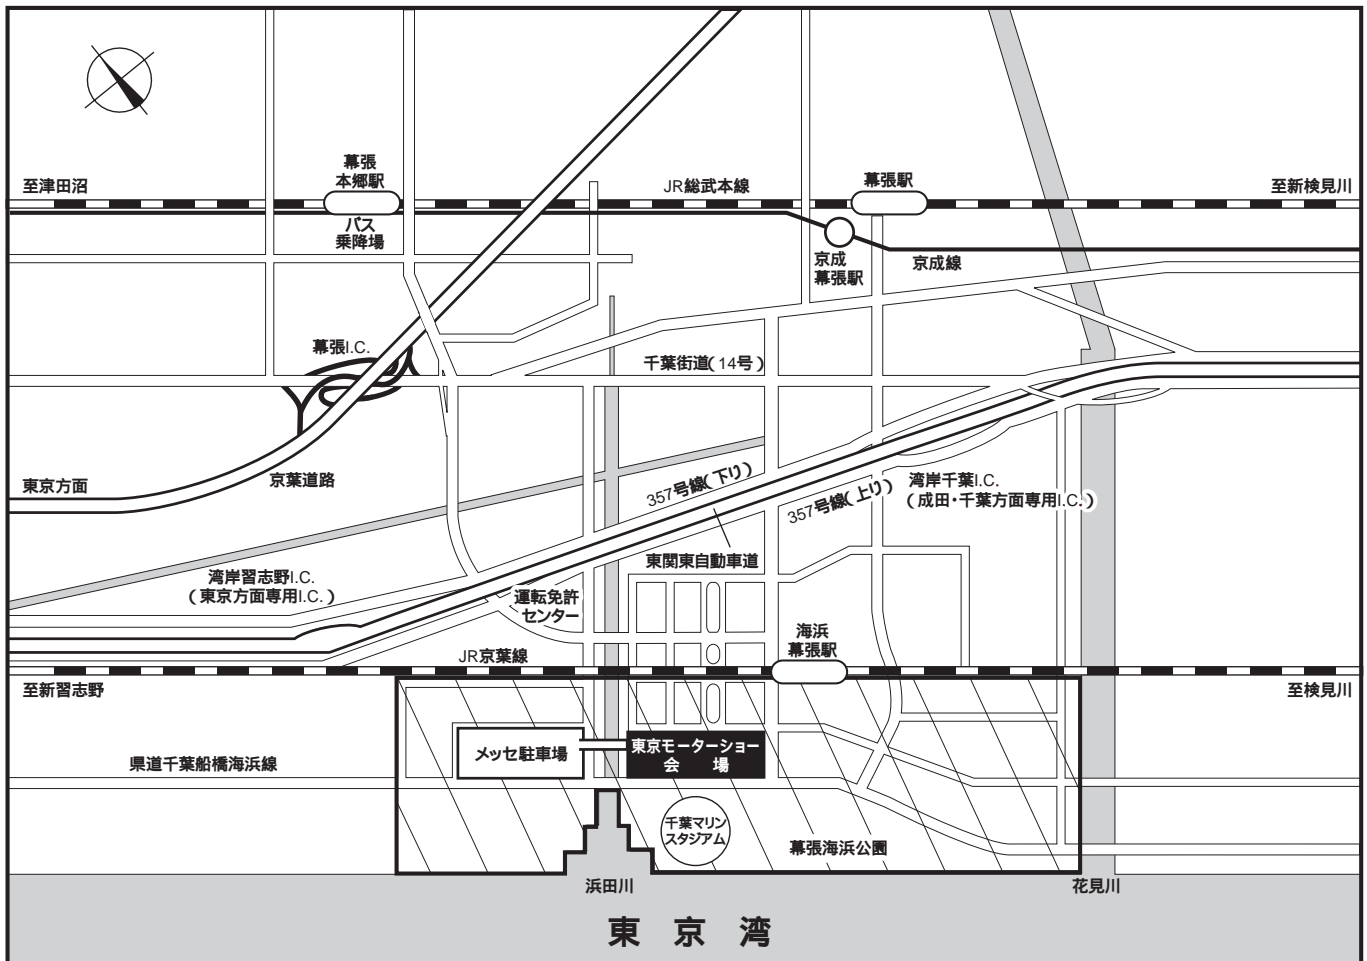 至津田沼
幕張
本郷駅
バス
乗降場
JR総武本線
幕張駅
至新検見川
京成
幕張駅
京成線
幕張I.C.
千葉街道(14号)
東京方面
京葉道路
357号線(下り)
357号線(上り)
湾岸千葉I.C.
(成田・千葉方面専用I.C.)
東関東自動車道
湾岸習志野I.C.
(東京方面専用I.C.)
運転免許
センター
海浜
幕張駅
JR京葉線
至新習志野
至検見川
県道千葉船橋海浜線
メッセ駐車場
東京モーターショー
会 場
千葉マリン
スタジアム
幕張海浜公園
浜田川
花見川
東京湾